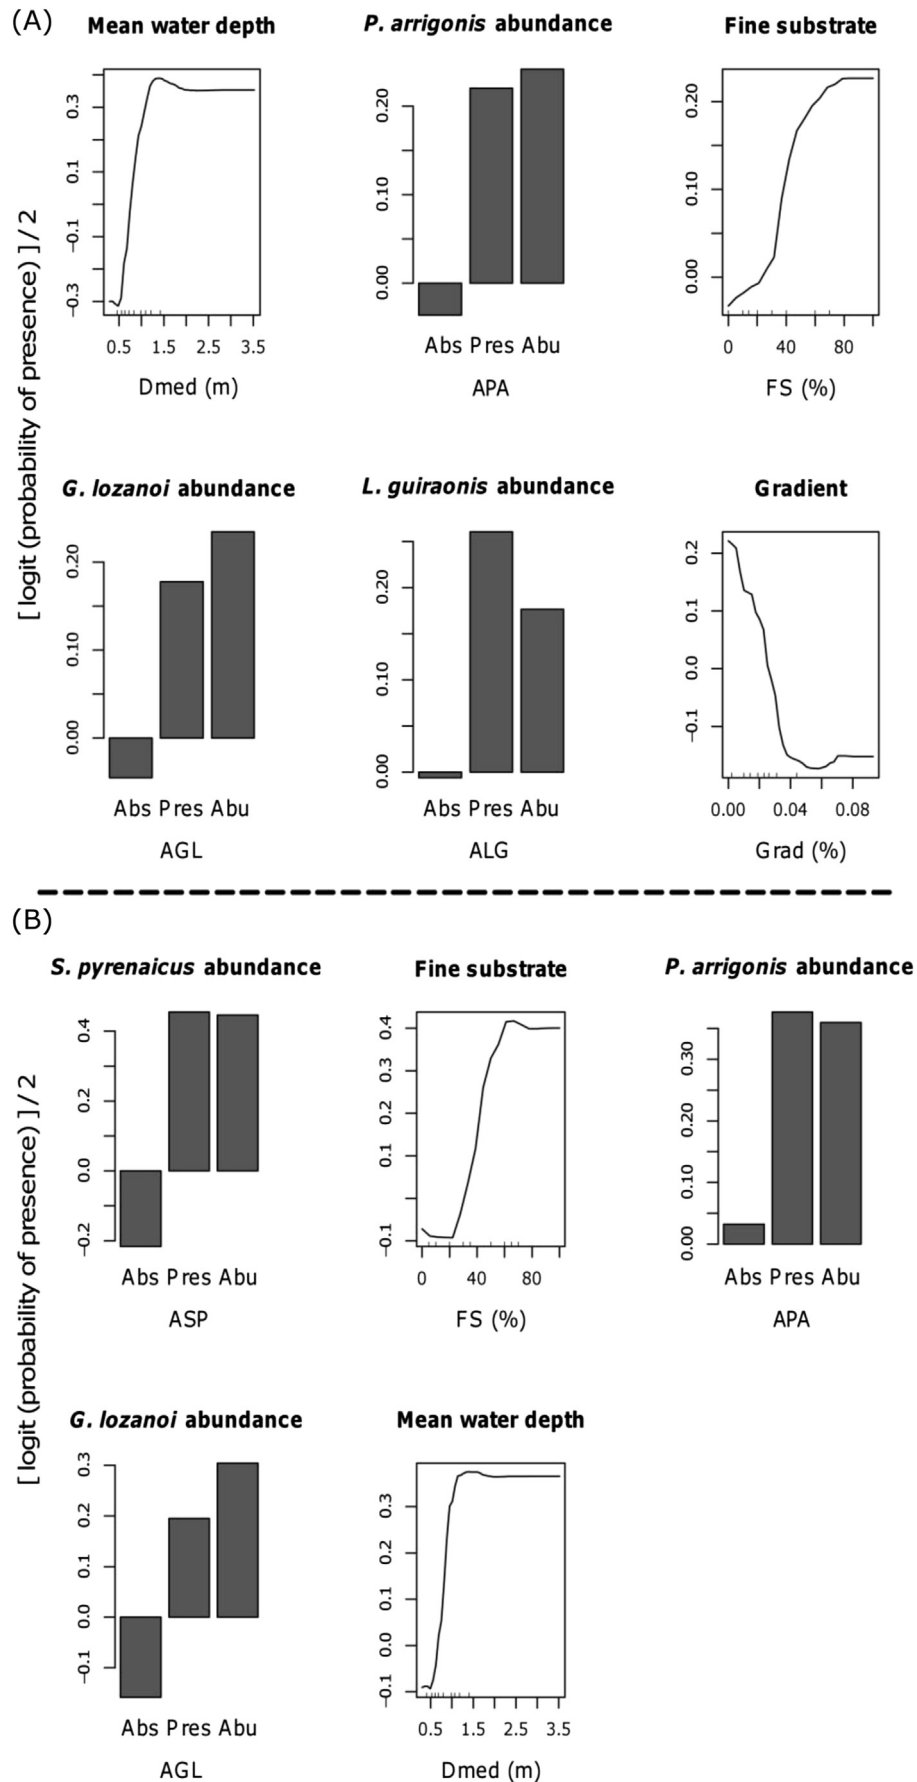 (A)
Mean water depth
P. arrigonis abundance
Fine substrate
[logit (probability of presence) ] / 2
0.3
0.1
−0.1
−0.3
0.5 1.5 2.5 3.5
Dmed (m)
0.20
0.10
0.00
Abs Pres Abu
APA
0.20
0.10
0.00
0 40 80
FS (%)
G. lozanoi abundance
L. guiraonis abundance
Gradient
0.20
0.10
0.00
Abs Pres Abu
AGL
0.20
0.10
0.00
Abs Pres Abu
ALG
0.2
0.1
0.0
−0.1
0.00 0.04 0.08
Grad (%)
(B)
S. pyrenaicus abundance
Fine substrate
P. arrigonis abundance
[logit (probability of presence) ] / 2
0.4
0.2
0.0
−0.2
Abs Pres Abu
ASP
0.4
0.3
0.2
0.1
−0.1
0 40 80
FS (%)
0.30
0.20
0.10
0.00
Abs Pres Abu
APA
G. lozanoi abundance
Mean water depth
0.3
0.2
0.1
0.0
−0.1
Abs Pres Abu
AGL
0.3
0.2
0.1
0.0
−0.1
0.5 1.5 2.5 3.5
Dmed (m)